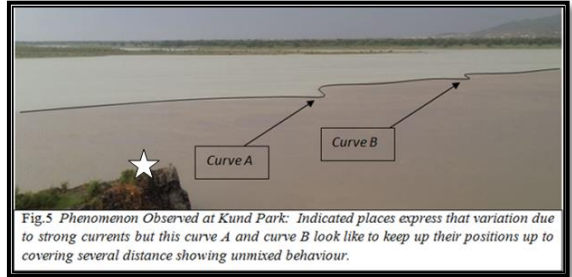 Curve A
Curve B
Fig.5 Phenomenon Observed at Kund Park: Indicated places express that variation due
to strong currents but this curve A and curve B look like to keep up their positions up to
covering several distance showing unmixed behaviour.